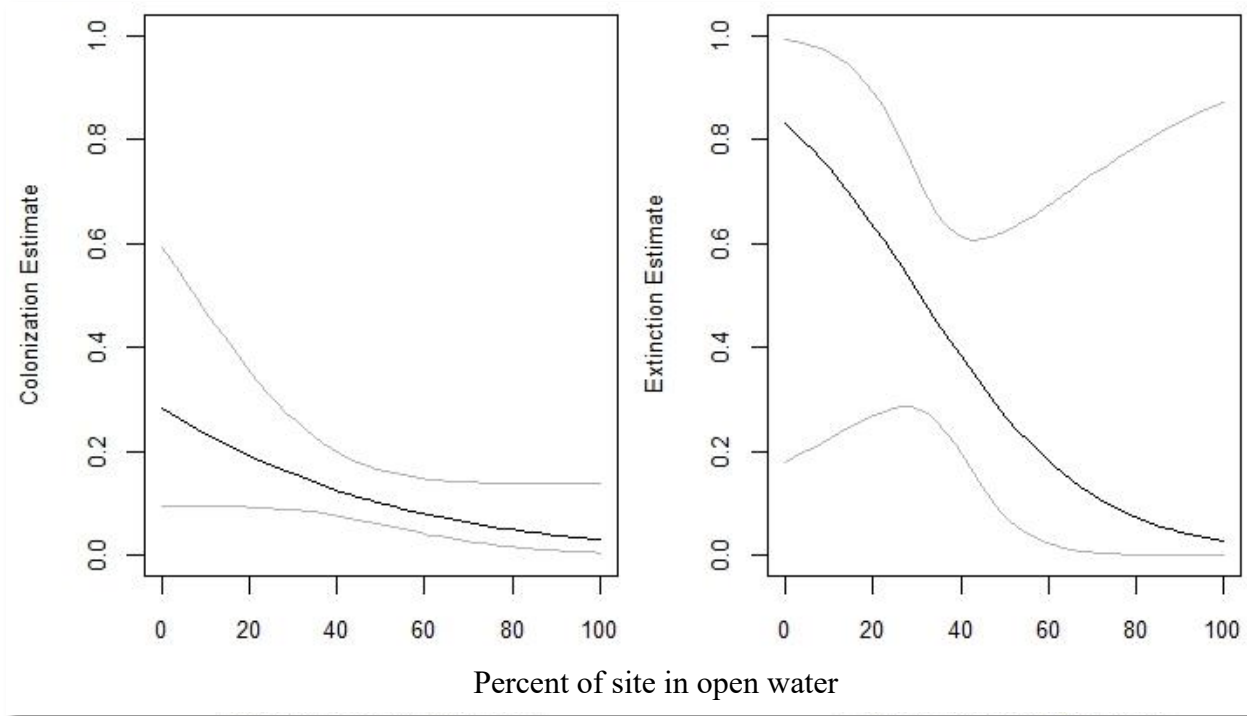 Colonization Estimate
0.0 0.2 0.4 0.6 0.8 1.0
0 20 40 60 80 100
Extinction Estimate
0.0 0.2 0.4 0.6 0.8 1.0
0 20 40 60 80 100
Percent of site in open water